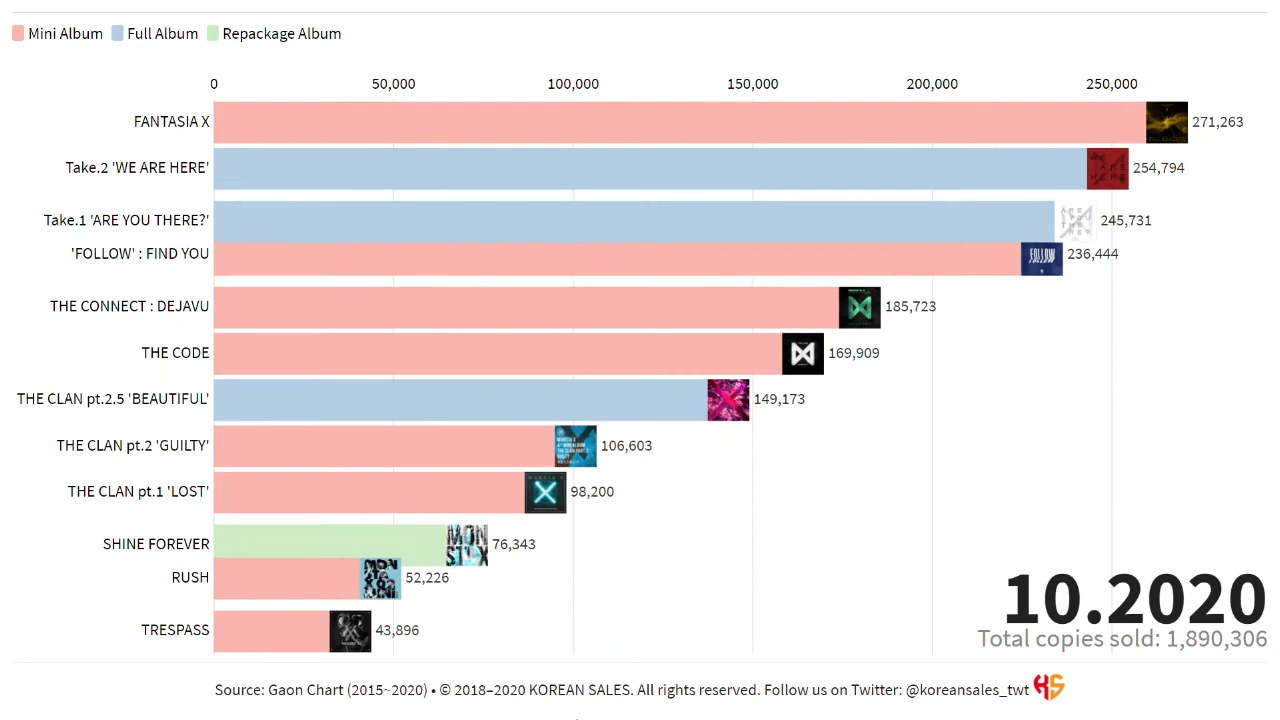 Mini Album Full Album Repackage Album
0 50,000 100,000 150,000 200,000 250,000
FANTASIA X 271,263
Take.2 'WE ARE HERE' 254,794
Take.1 'ARE YOU THERE?' 245,731
'FOLLOW' : FIND YOU FOLLOW 236,444
THE CONNECT : DEJAVU 185,723
THE CODE 169,909
THE CLAN pt.2.5 'BEAUTIFUL' 149,173
THE CLAN pt.2 'GUILTY' 106,603
THE CLAN pt.1 'LOST' 98,200
SHINE FOREVER 76,343
RUSH 52,226
TRESPASS 43,896
10.2020
Total copies sold: 1,890,306
Source: Gaon Chart (2015~2020) • © 2018–2020 KOREAN SALES. All rights reserved. Follow us on Twitter: @koreansales_twt KS